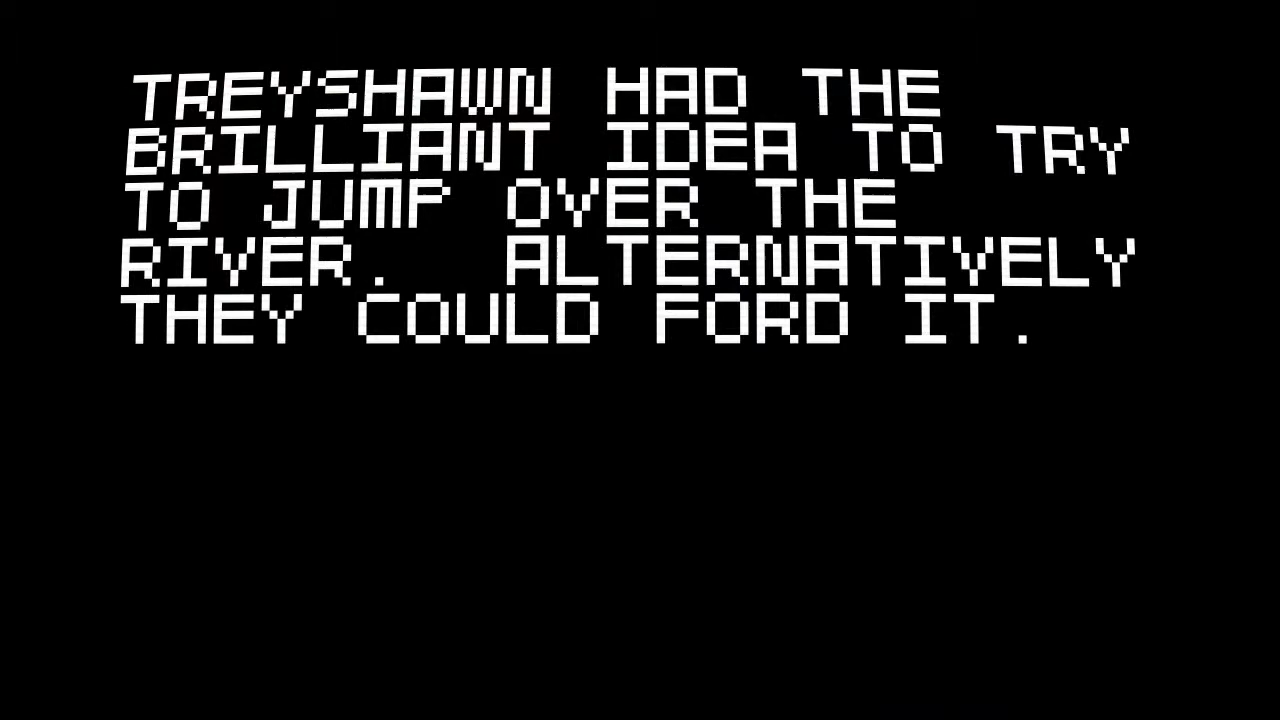 TREYSHAWN HAD THE
BRILLIANT IDEA TO TRY
TO JUMP OVER THE
RIVER.  ALTERNATIVELY
THEY COULD FORD IT.